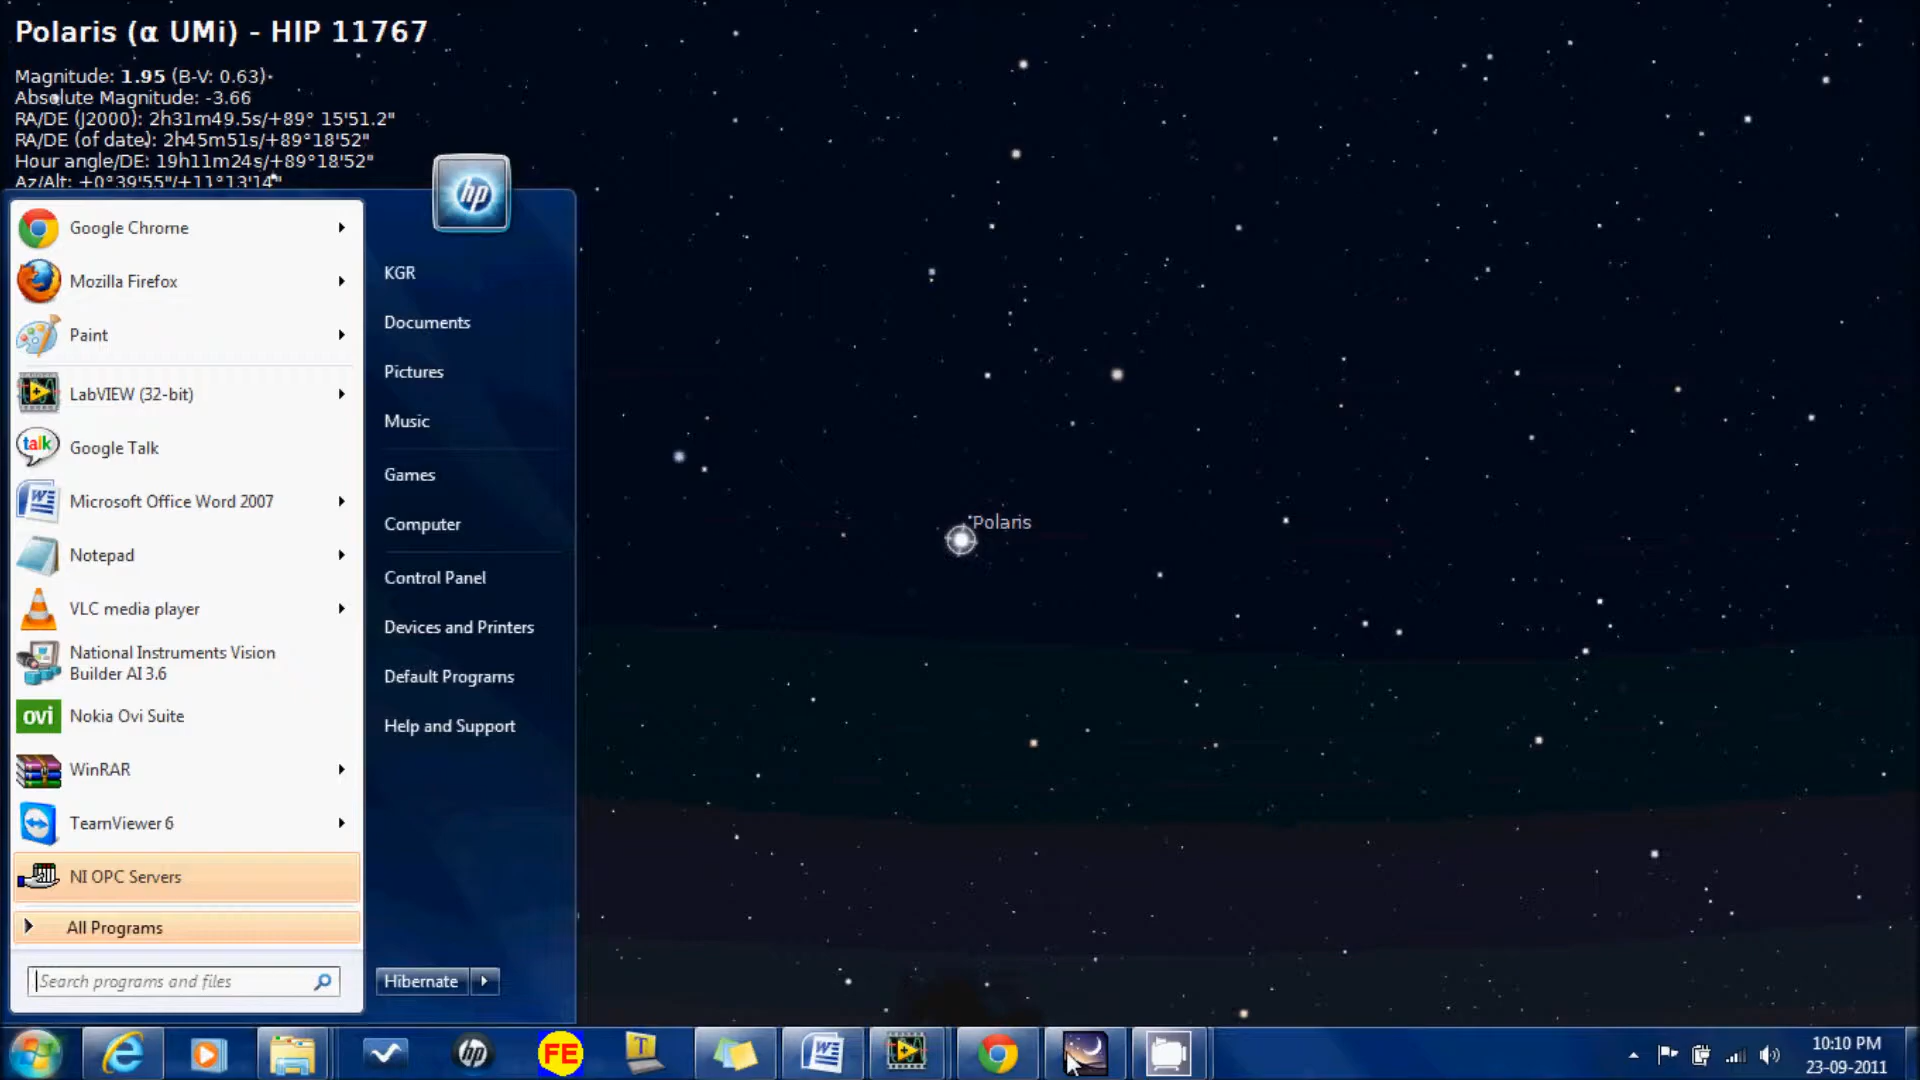 Polaris (α UMi) - HIP 11767
Magnitude: 1.95 (B-V: 0.63)
Absolute Magnitude: -3.66
RA/DE (J2000): 2h31m49.5s/+89° 15'51.2"
RA/DE (of date): 2h45m51s/+89°18'52"
Hour angle/DE: 19h11m24s/+89°18'52"
Az/Alt: +0°39'55"/+11°13'14"
hp
Google Chrome
Mozilla Firefox
Paint
LabVIEW (32-bit)
talk
Google Talk
Microsoft Office Word 2007
Notepad
VLC media player
National Instruments Vision
Builder AI 3.6
ovi
Nokia Ovi Suite
WinRAR
TeamViewer 6
NI OPC Servers
All Programs
Search programs and files
KGR
Documents
Pictures
Music
Games
Computer
Control Panel
Devices and Printers
Default Programs
Help and Support
Hibernate
Polaris
hp
FE
T
W
10:10 PM
23-09-2011